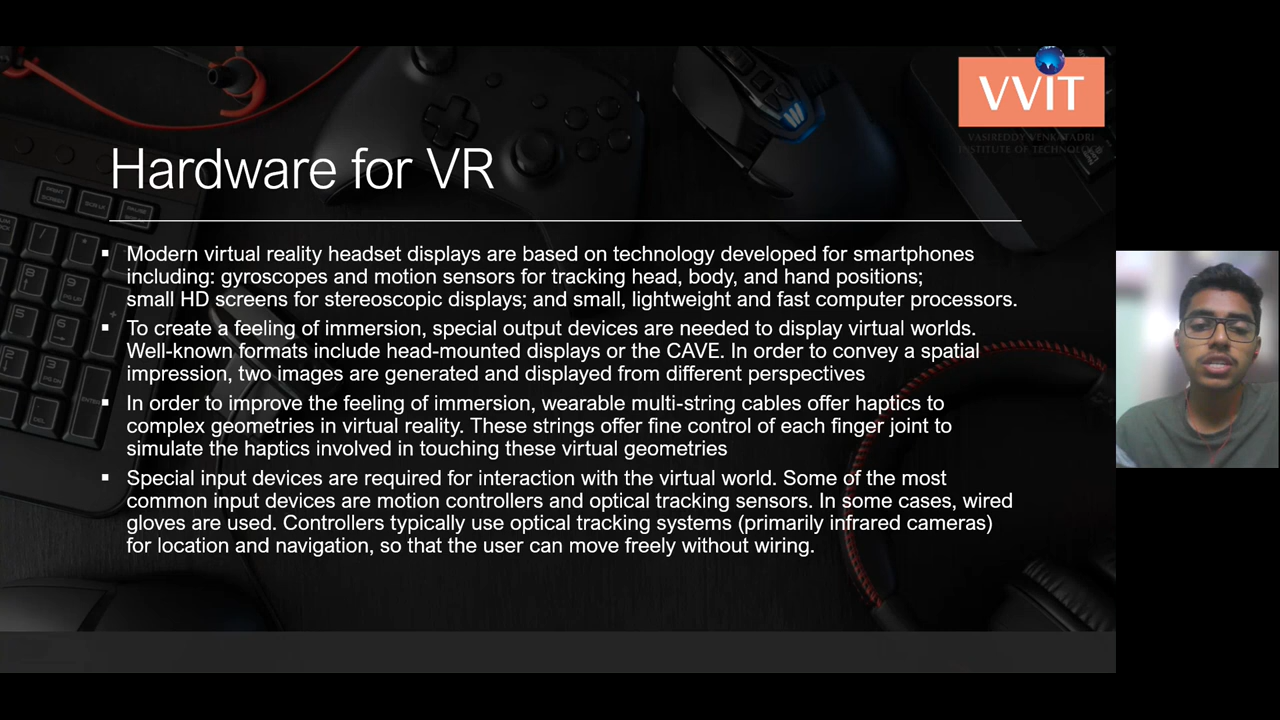 VVIT
VASIREDDY VENKATADRI
INSTITUTE OF TECHNOLOGY
Hardware for VR
▪ Modern virtual reality headset displays are based on technology developed for smartphones
including: gyroscopes and motion sensors for tracking head, body, and hand positions;
small HD screens for stereoscopic displays; and small, lightweight and fast computer processors.
▪ To create a feeling of immersion, special output devices are needed to display virtual worlds.
Well-known formats include head-mounted displays or the CAVE. In order to convey a spatial
impression, two images are generated and displayed from different perspectives
▪ In order to improve the feeling of immersion, wearable multi-string cables offer haptics to
complex geometries in virtual reality. These strings offer fine control of each finger joint to
simulate the haptics involved in touching these virtual geometries
▪ Special input devices are required for interaction with the virtual world. Some of the most
common input devices are motion controllers and optical tracking sensors. In some cases, wired
gloves are used. Controllers typically use optical tracking systems (primarily infrared cameras)
for location and navigation, so that the user can move freely without wiring.